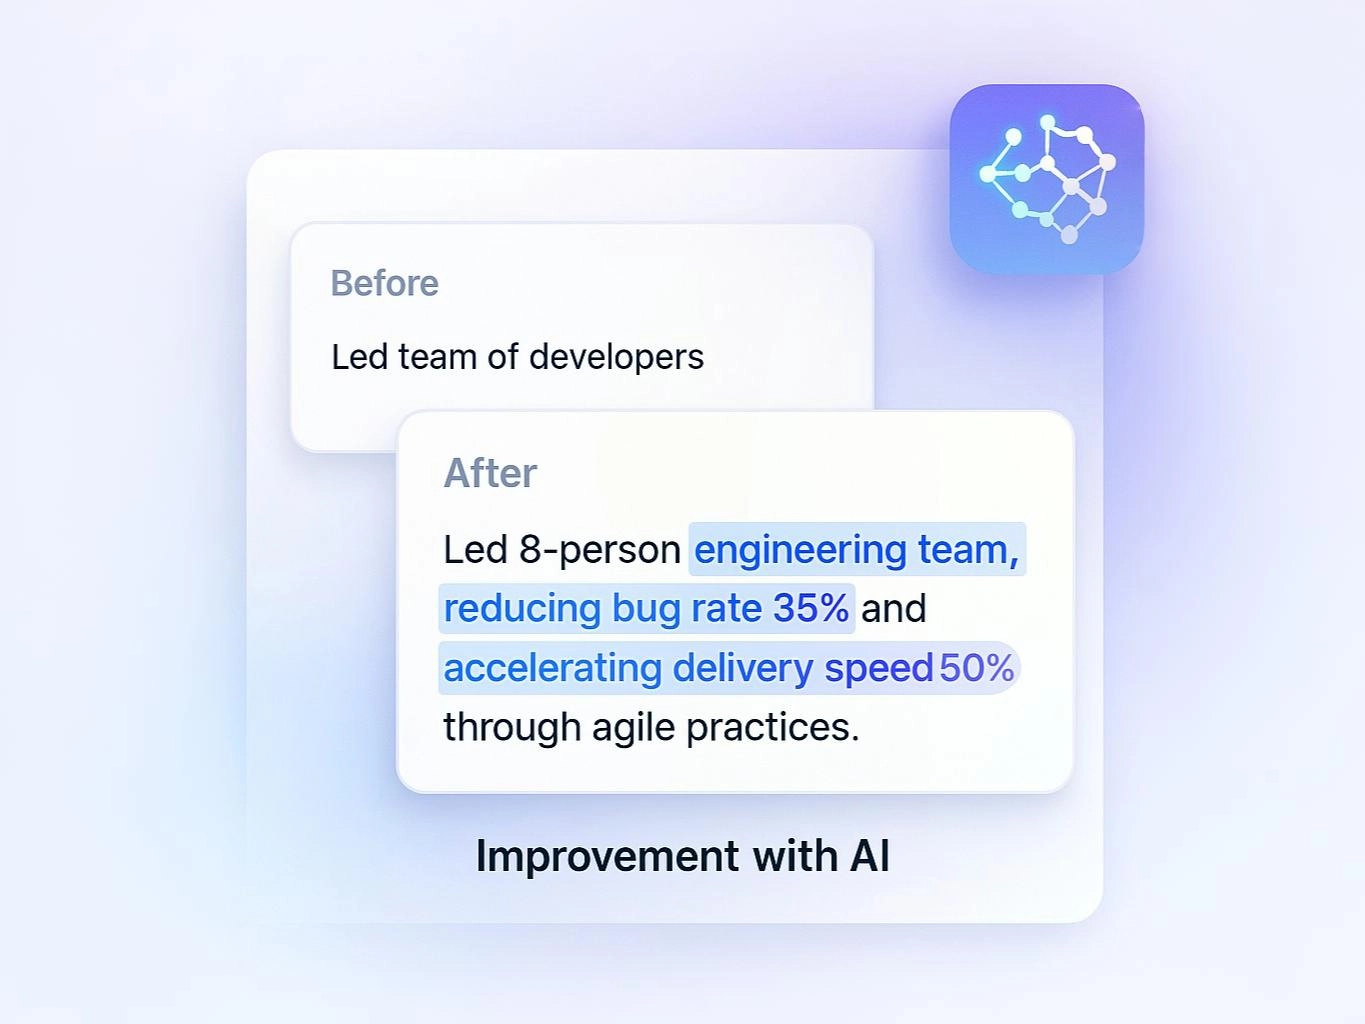 Before
Led team of developers
After
Led 8-person engineering team,
reducing bug rate 35% and
accelerating delivery speed 50%
through agile practices.
Improvement with AI